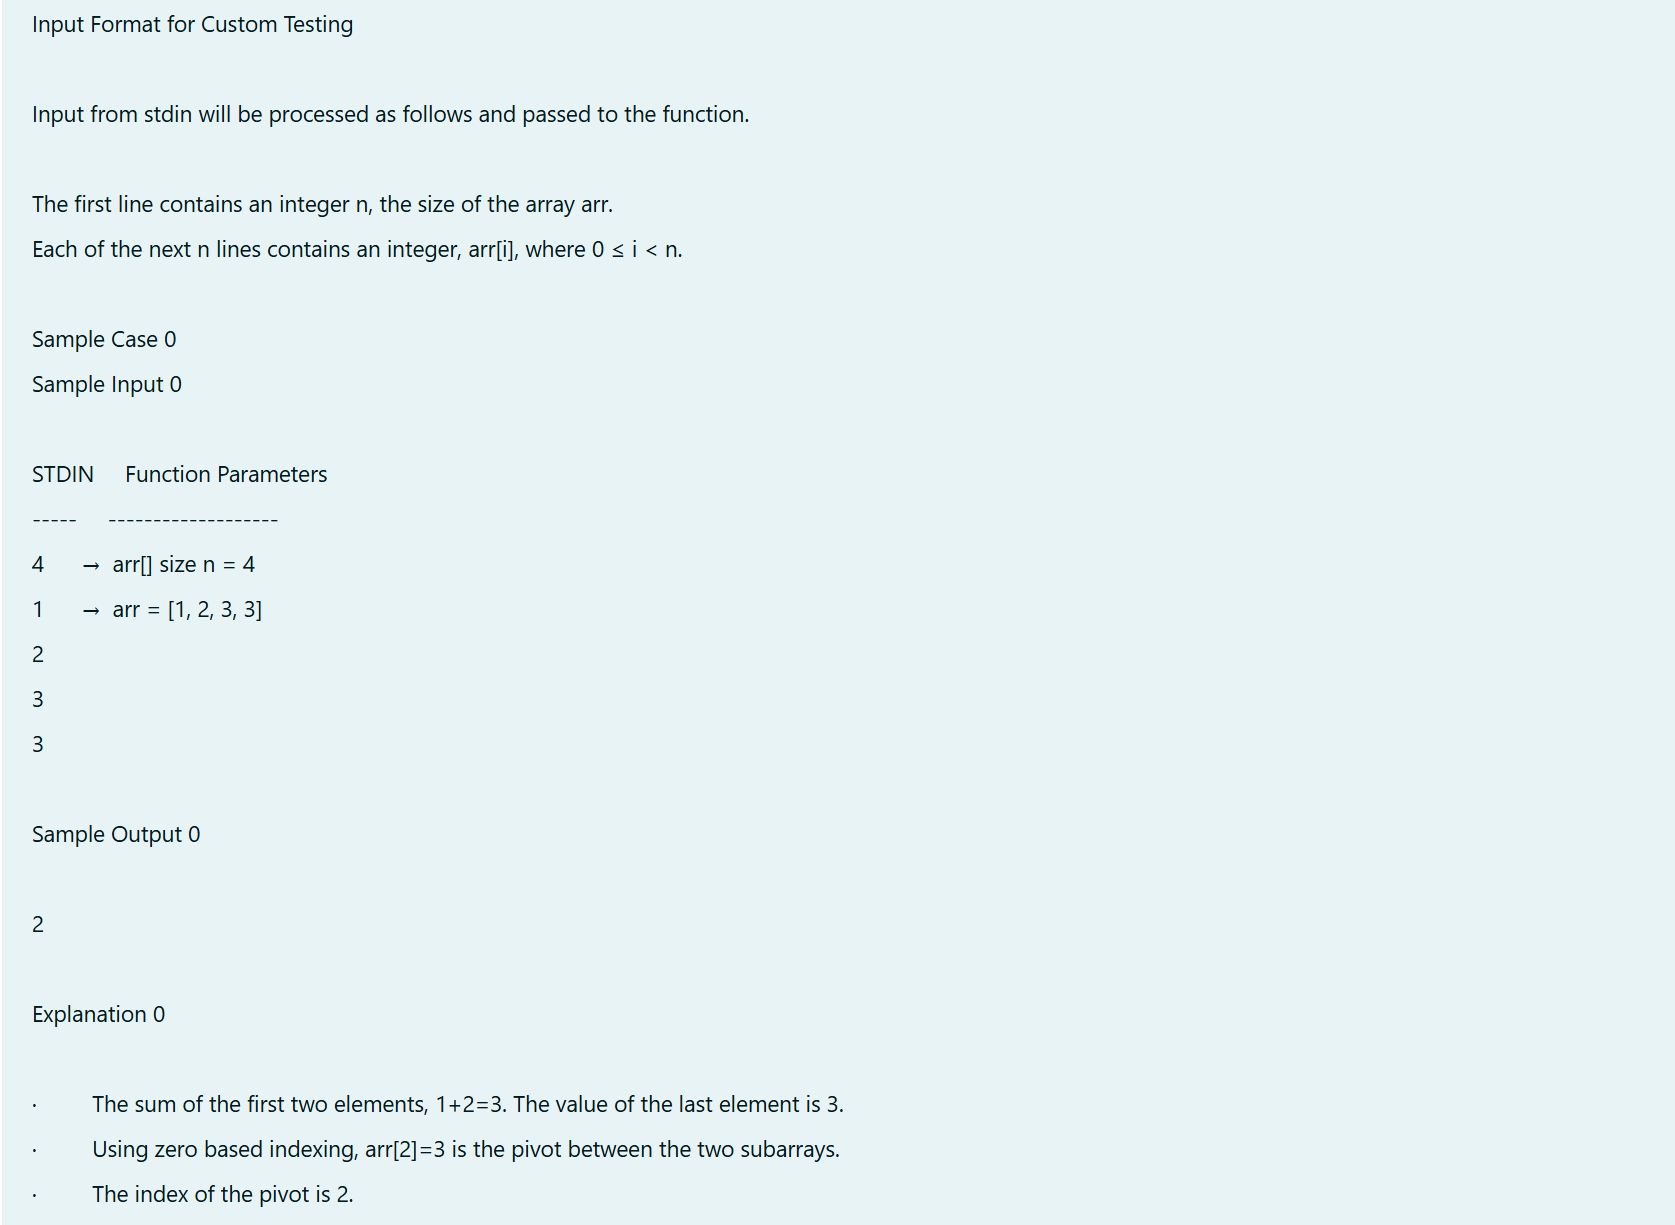 Input Format for Custom Testing
Input from stdin will be processed as follows and passed to the function.
The first line contains an integer n, the size of the array arr.
Each of the next n lines contains an integer, arr[i], where 0 ≤ i < n.
Sample Case 0
Sample Input 0
STDIN Function Parameters
----- -------------------
4 → arr[] size n = 4
1 → arr = [1, 2, 3, 3]
2
3
3
Sample Output 0
2
Explanation 0
· The sum of the first two elements, 1+2=3. The value of the last element is 3.
· Using zero based indexing, arr[2]=3 is the pivot between the two subarrays.
· The index of the pivot is 2.